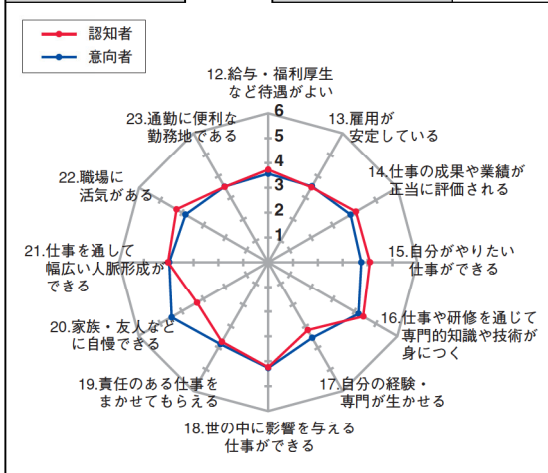 認知者
意向者
12.給与・福利厚生
など待遇がよい
13.雇用が
安定している
14.仕事の成果や業績が
正当に評価される
15.自分がやりたい
仕事ができる
16.仕事や研修を通じて
専門的知識や技術が
身につく
17.自分の経験・
専門が生かせる
18.世の中に影響を与える
仕事ができる
19.責任のある仕事を
まかせてもらえる
20.家族・友人など
に自慢できる
21.仕事を通して
幅広い人脈形成が
できる
22.職場に
活気がある
23.通勤に便利な
勤務地である
6
5
4
3
2
1